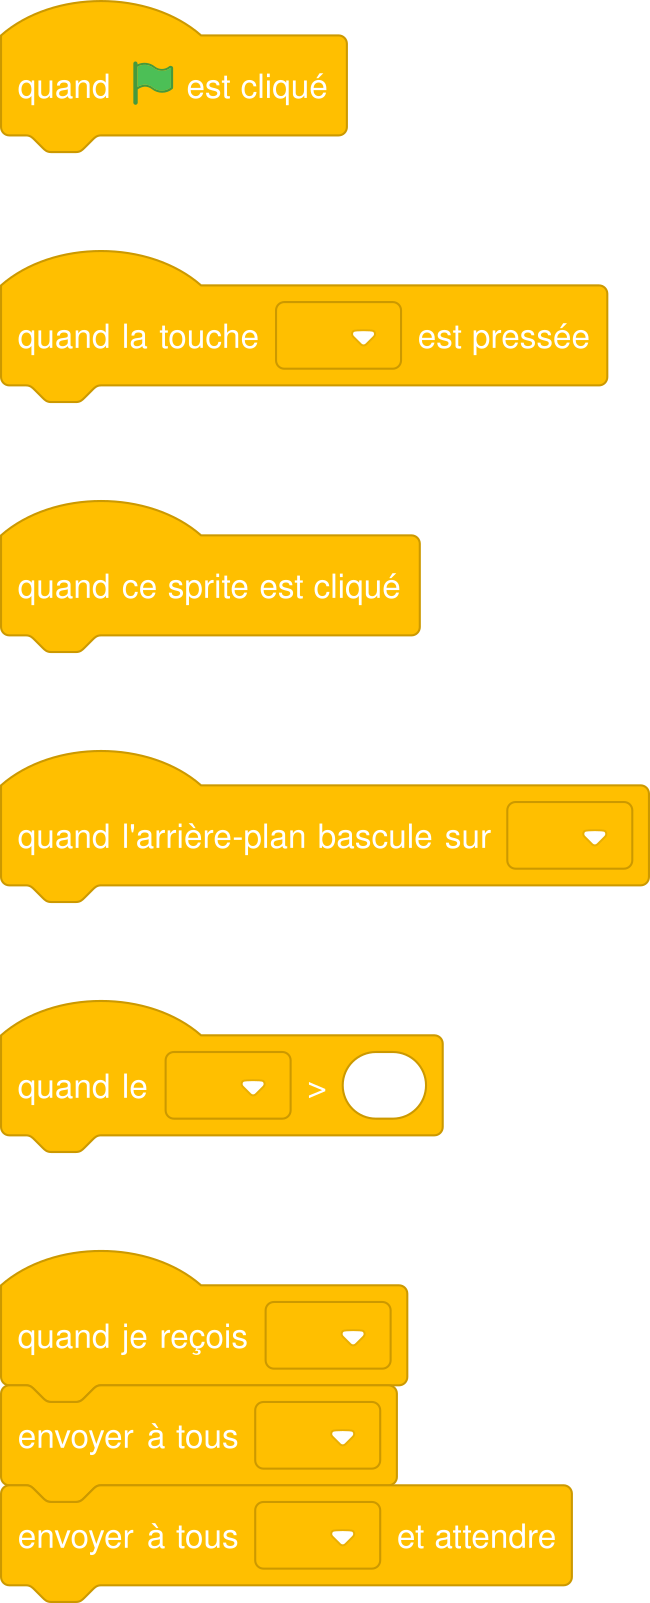 quand est cliqué
quand la touche est pressée
quand ce sprite est cliqué
quand l'arrière-plan bascule sur
quand le >
quand je reçois
envoyer à tous
envoyer à tous et attendre